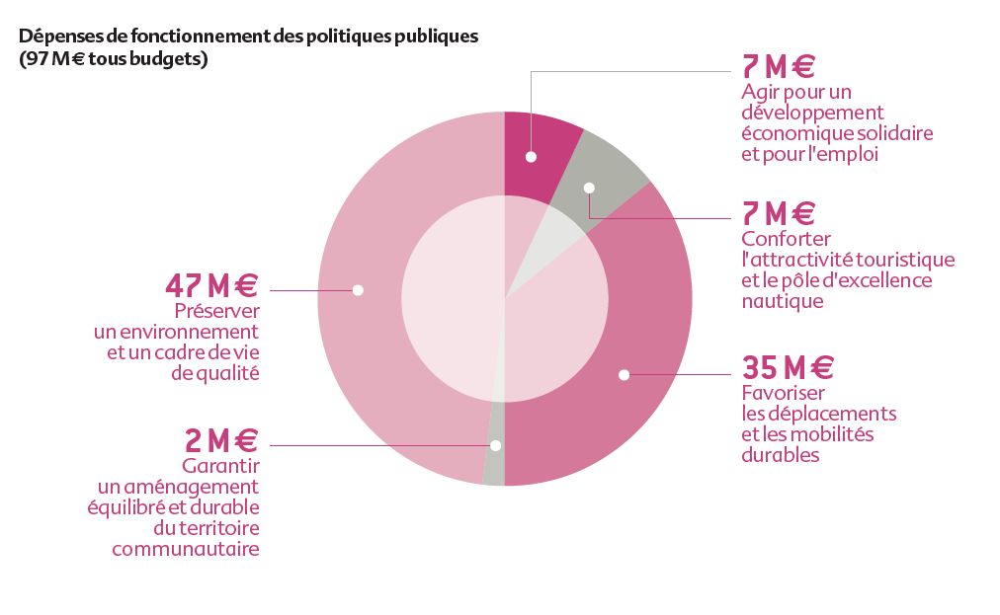 Dépenses de fonctionnement des politiques publiques
(97 M€ tous budgets)
7 M€
Agir pour un
développement
économique solidaire
et pour l'emploi
7 M€
Conforter
l'attractivité touristique
et le pôle d'excellence
nautique
47 M€
Préserver
un environnement
et un cadre de vie
de qualité
35 M€
Favoriser
les déplacements
et les mobilités
durables
2 M€
Garantir
un aménagement
équilibré et durable
du territoire
communautaire